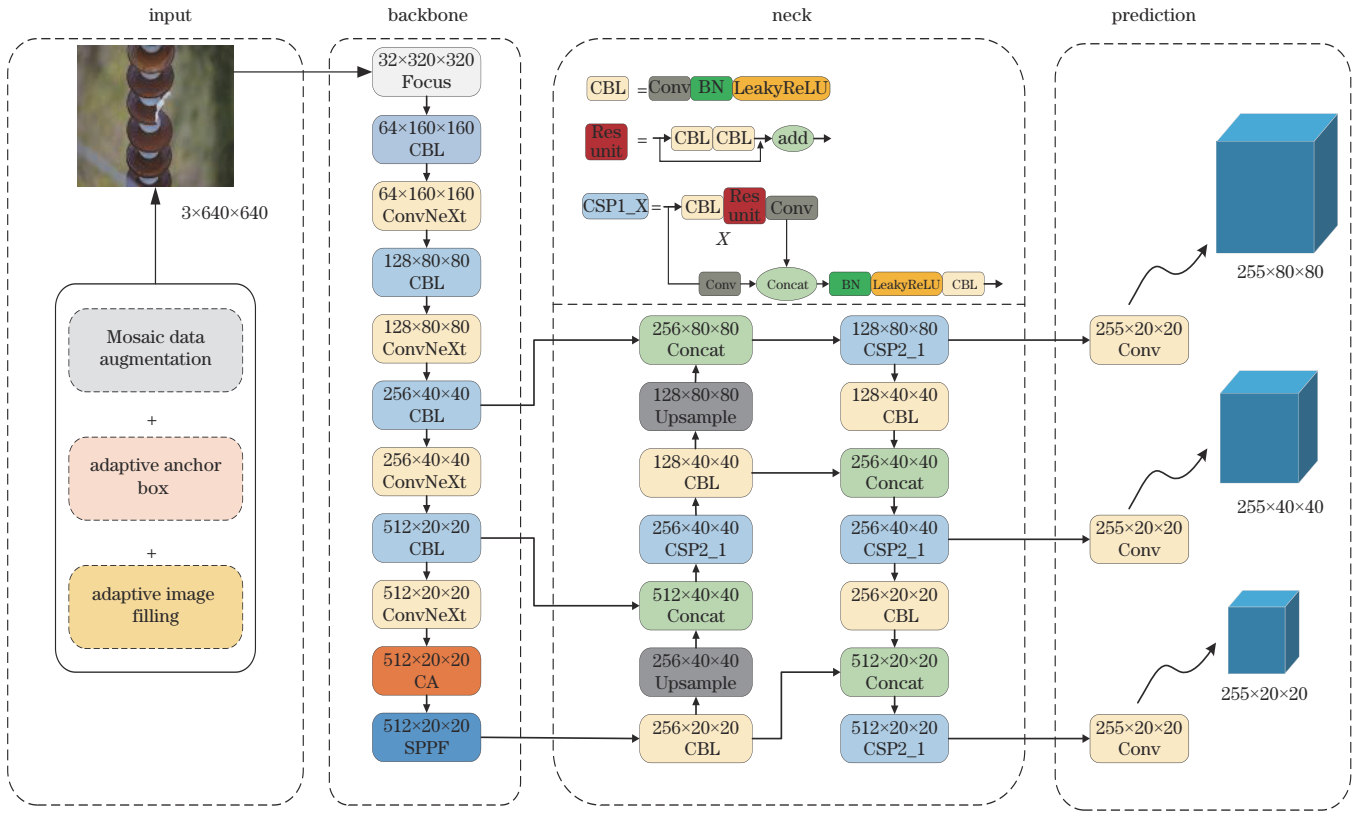 input
backbone
neck
prediction
3×640×640
Mosaic data
augmentation
+
adaptive anchor
box
+
adaptive image
filling
32×320×320
Focus
64×160×160
CBL
64×160×160
ConvNeXt
128×80×80
CBL
128×80×80
ConvNeXt
256×40×40
CBL
256×40×40
ConvNeXt
512×20×20
CBL
512×20×20
ConvNeXt
512×20×20
CA
512×20×20
SPPF
CBL = Conv BN LeakyReLU
Res
unit
= CBL CBL add
CSP1_X = CBL Res
unit
Conv
X
Conv Concat BN LeakyReLU CBL
256×80×80
Concat
128×80×80
Upsample
128×40×40
CBL
256×40×40
CSP2_1
512×40×40
Concat
256×40×40
Upsample
256×20×20
CBL
128×80×80
CSP2_1
128×40×40
CBL
256×40×40
Concat
256×40×40
CSP2_1
256×20×20
CBL
512×20×20
Concat
512×20×20
CSP2_1
255×80×80
255×20×20
Conv
255×40×40
255×20×20
Conv
255×20×20
255×20×20
Conv